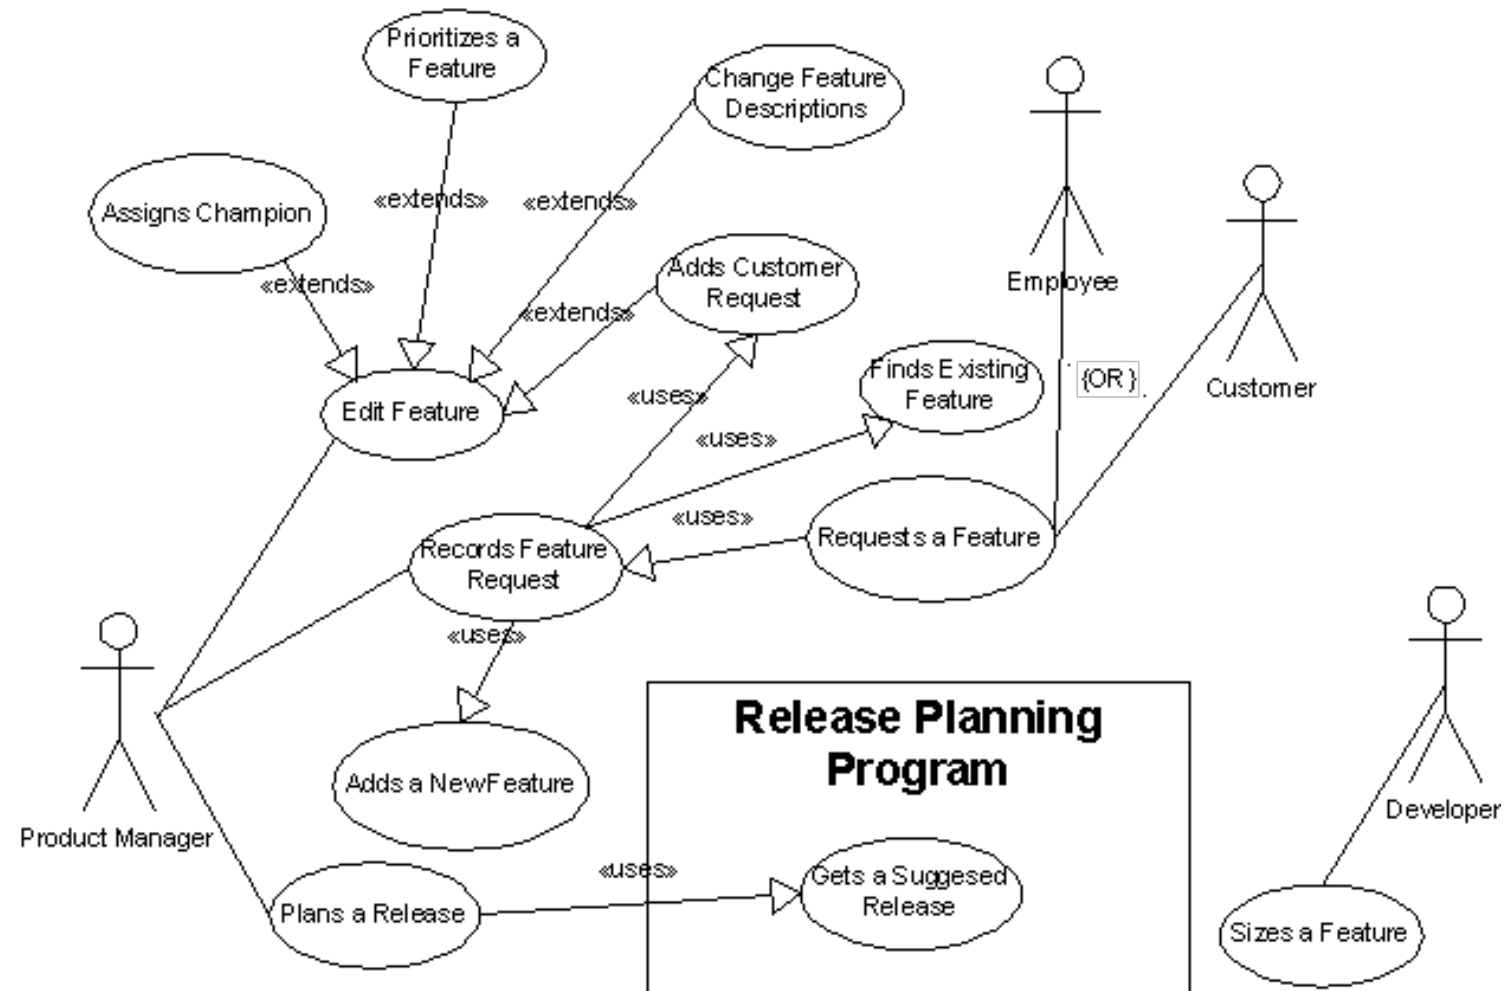 Prioritizes a
Feature
Change Feature
Descriptions
Assigns Champion
«extends»
«extends»
«extends»
«extends»
Adds Customer
Request
Employee
Customer
{OR}
Finds Existing
Feature
Edit Feature
«uses»
«uses»
«uses»
Requests a Feature
Records Feature
Request
«uses»
Release Planning
Program
Adds a New Feature
Product Manager
Developer
«uses»
Gets a Suggesed
Release
Plans a Release
Sizes a Feature